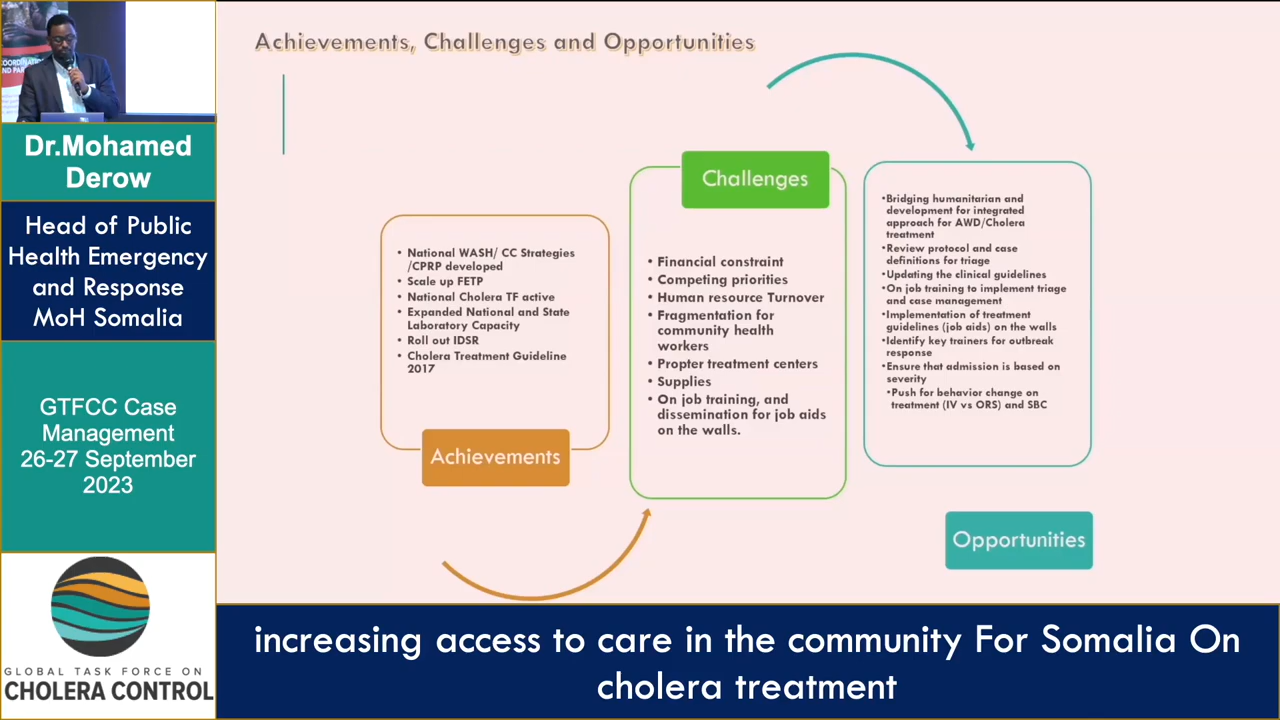 COORDINATION
AND PAR
Dr.Mohamed
Derow
Head of Public
Health Emergency
and Response
MoH Somalia
GTFCC Case
Management
26-27 September
2023
GLOBAL TASK FORCE ON
CHOLERA CONTROL
Achievements, Challenges and Opportunities
• National WASH/ CC Strategies
/CPRP developed
• Scale up FETP
• National Cholera TF active
• Expanded National and State
Laboratory Capacity
• Roll out IDSR
• Cholera Treatment Guideline
2017
Achievements
Challenges
• Financial constraint
• Competing priorities
• Human resource Turnover
• Fragmentation for
community health
workers
• Propter treatment centers
• Supplies
• On job training, and
dissemination for job aids
on the walls.
•Bridging humanitarian and
development for integrated
approach for AWD/Cholera
treatment
•Review protocol and case
definitions for triage
•Updating the clinical guidelines
•On job training to implement triage
and case management
•Implementation of treatment
guidelines (job aids) on the walls
•Identify key trainers for outbreak
response
•Ensure that admission is based on
severity
•Push for behavior change on
treatment (IV vs ORS) and SBC
Opportunities
increasing access to care in the community For Somalia On
cholera treatment